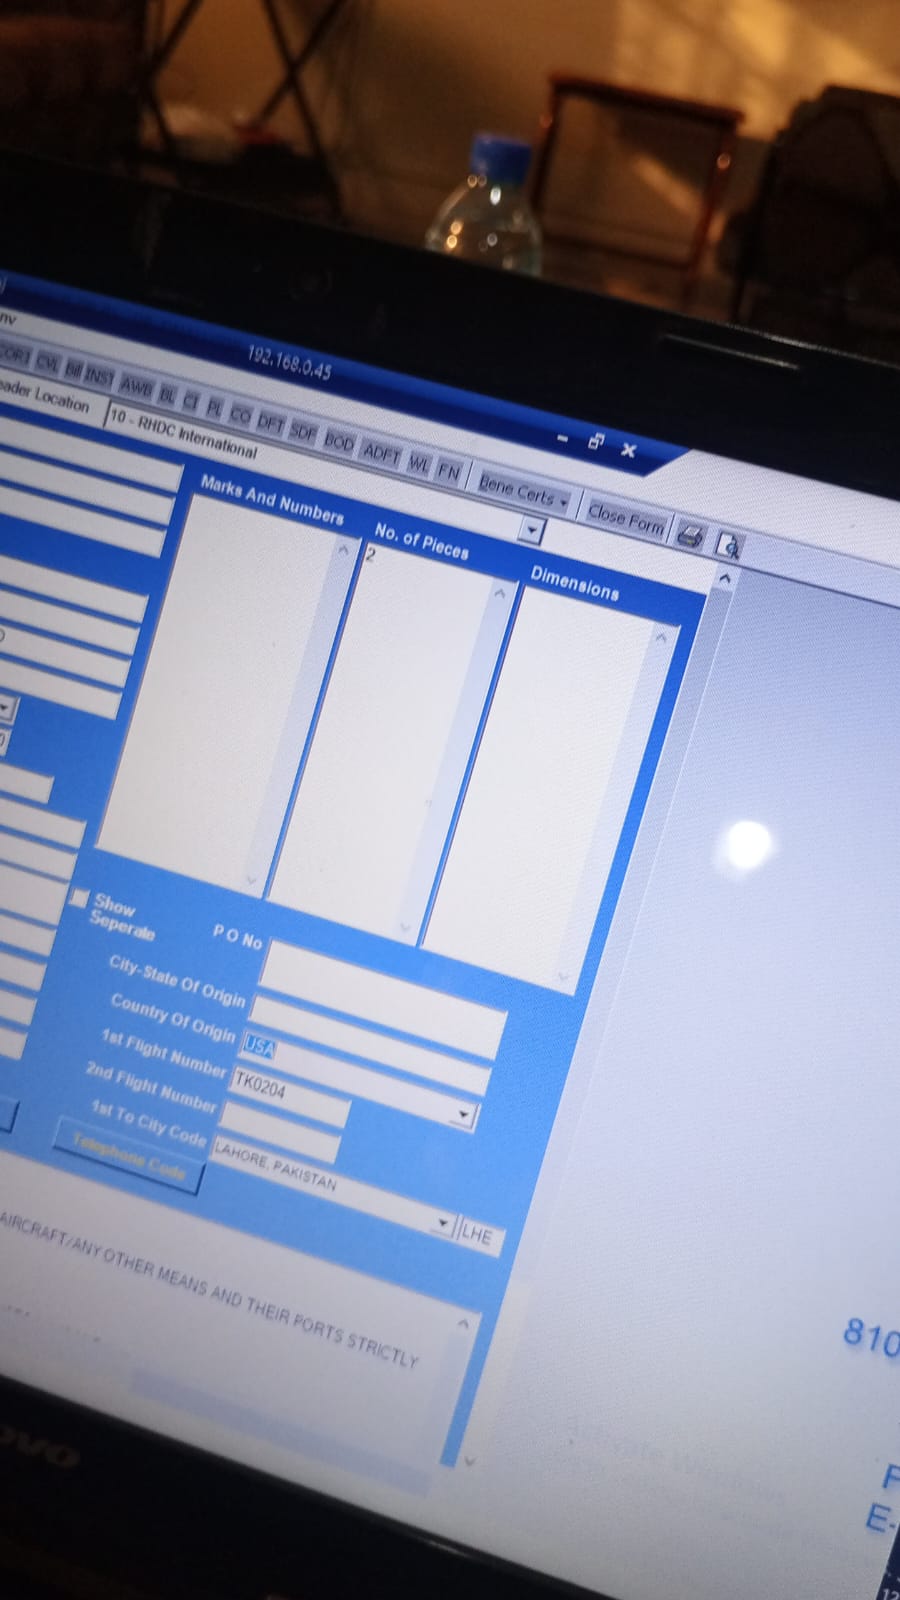 192.168.0.45
CVL Bill INST AWB BL CI PL CO DFT SDF BOD ADFT WL FN Bene Certs Close Form
Location 10 - RHDC International
Marks And Numbers No. of Pieces Dimensions
2
Show
Seperate
P O No
City-State Of Origin
Country Of Origin USA
1st Flight Number TK0204
2nd Flight Number
1st To City Code LAHORE, PAKISTAN LHE
Telephone Code
AIRCRAFT/ANY OTHER MEANS AND THEIR PORTS STRICTLY
810
E-